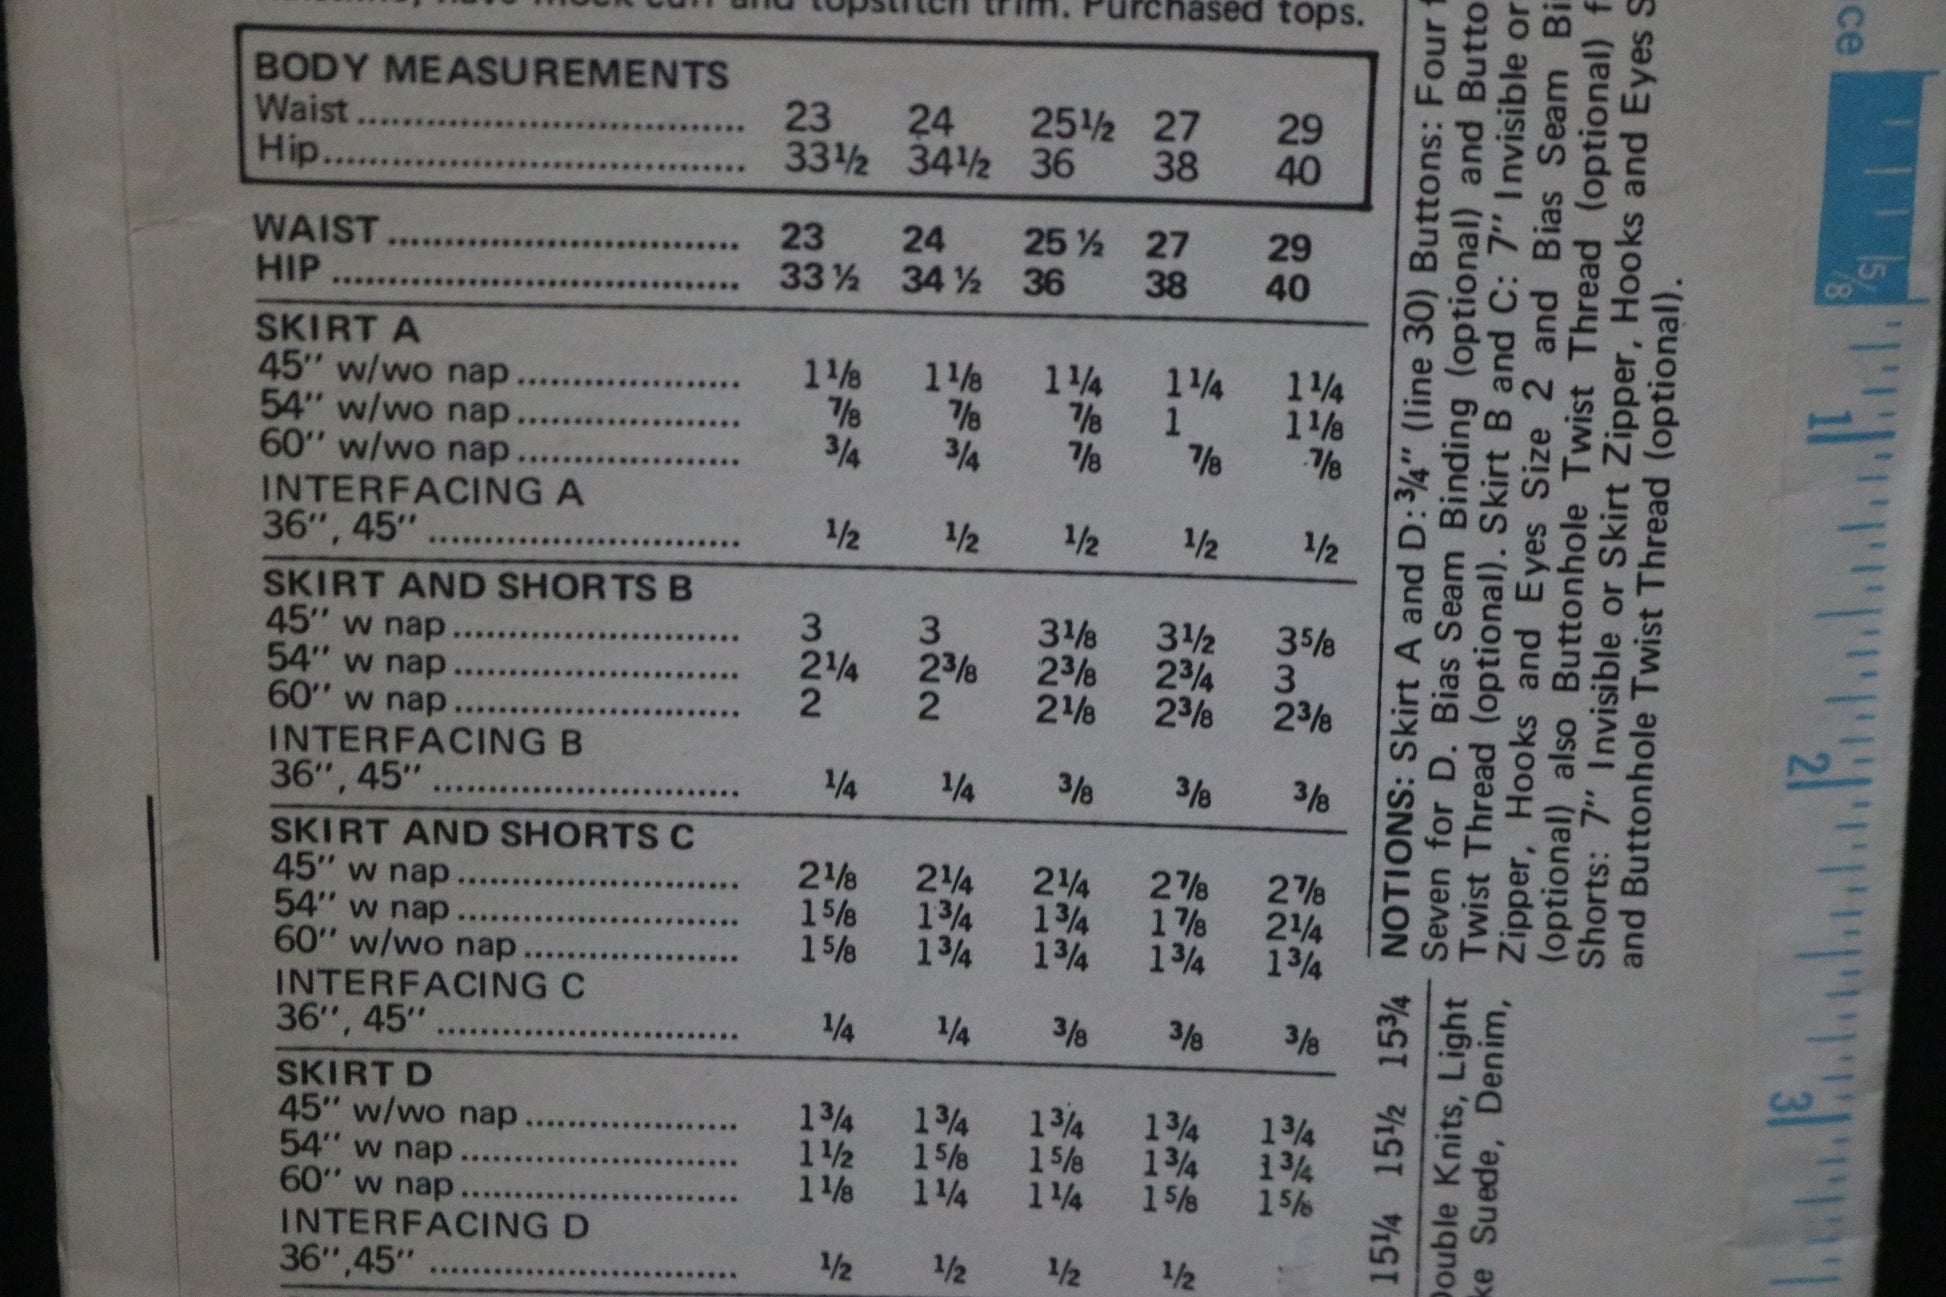 topstitch trim. Purchased tops.
BODY MEASUREMENTS
Waist ................................... 23 24 25½ 27 29
Hip...................................... 33½ 34½ 36 38 40
WAIST ................................ 23 24 25 ½ 27 29
HIP ..................................... 33 ½ 34 ½ 36 38 40
SKIRT A
45" w/wo nap .................... 1⅛ 1⅛ 1¼ 1¼ 1¼
54" w/wo nap .................... ⅞ ⅞ ⅞ 1 1⅛
60" w/wo nap .................... ¾ ¾ ⅞ ⅞ ⅞
INTERFACING A
36", 45" ............................ ½ ½ ½ ½ ½
SKIRT AND SHORTS B
45" w nap .......................... 3 3 3⅛ 3½ 3⅝
54" w nap .......................... 2¼ 2⅜ 2⅜ 2¾ 3
60" w nap .......................... 2 2 2⅛ 2⅜ 2⅜
INTERFACING B
36", 45" ............................ ¼ ¼ ⅜ ⅜ ⅜
SKIRT AND SHORTS C
45" w nap .......................... 2⅛ 2¼ 2¼ 2⅞ 2⅞
54" w nap .......................... 1⅝ 1¾ 1¾ 1⅞ 2¼
60" w/wo nap .................... 1⅝ 1¾ 1¾ 1¾ 1¾
INTERFACING C
36", 45" ............................ ¼ ¼ ⅜ ⅜ ⅜
SKIRT D
45" w/wo nap .................... 1¾ 1¾ 1¾ 1¾ 1¾
54" w nap .......................... 1½ 1⅝ 1⅝ 1¾ 1¾
60" w nap .......................... 1⅛ 1¼ 1¼ 1⅝ 1⅝
INTERFACING D
36",45" ............................. ½ ½ ½ ½
NOTIONS: Skirt A and D: ¾" (line 30) Buttons: Four
Seven for D. Bias Seam Binding (optional) and
Twist Thread (optional). Skirt B and C: 7" Invisible or
Zipper, Hooks and Eyes Size 2 and Bias Seam
(optional) also Buttonhole Twist Thread (optional)
Shorts: 7" Invisible or Skirt Zipper, Hooks and Eyes
and Buttonhole Twist Thread (optional).
15¼ 15½ 15¾
Double Knits, Light
Suede, Denim,
⅝
1
2
3